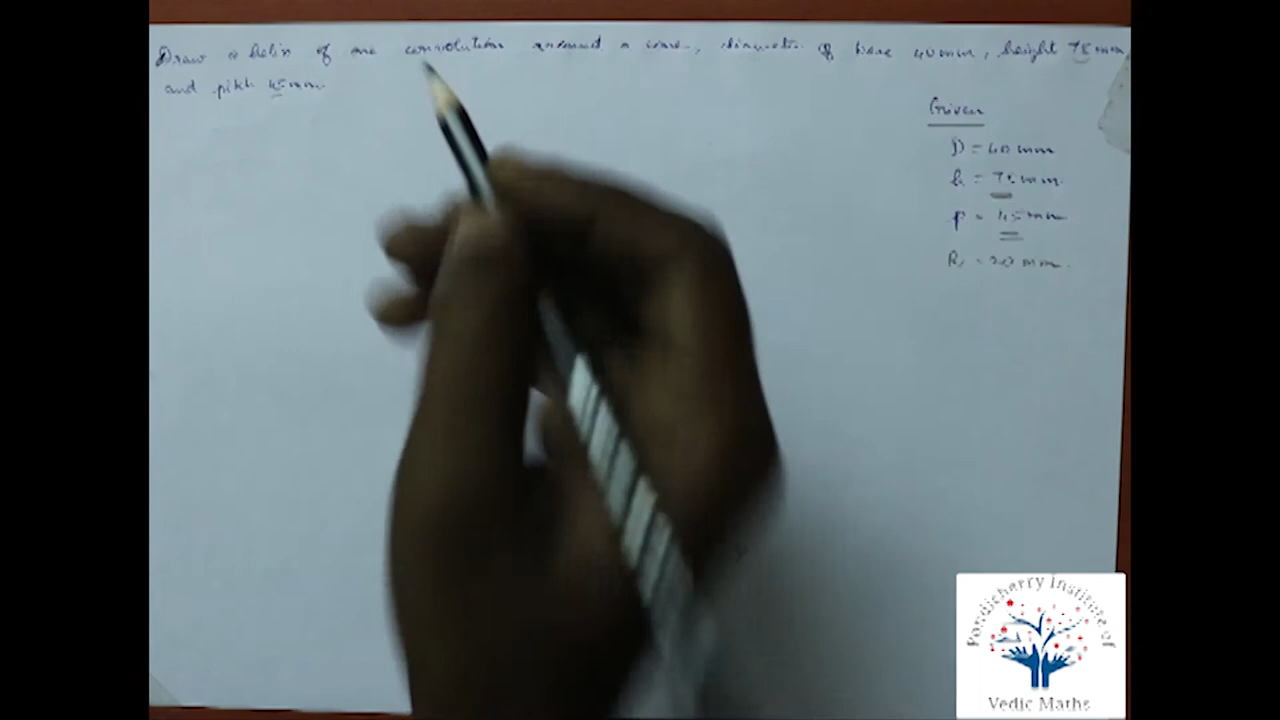 Draw a helix of one convolution around a cone, diameter of base 40mm, height 75mm,
and pitch 45mm
Given
D = 40 mm
h = 75 mm.
p = 45 mm
R = 20 mm.
Pondicherry Institute of
Vedic Maths